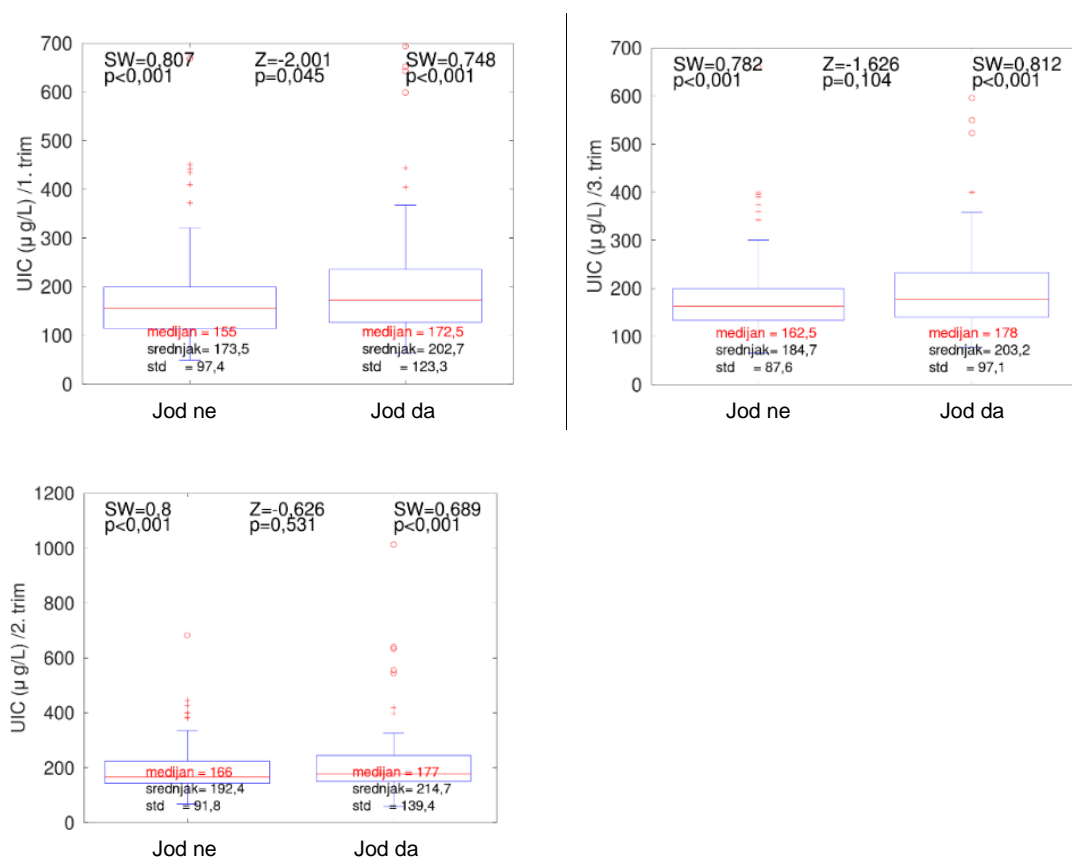 SW=0,807 Z=-2,001 SW=0,748
p<0,001 p=0,045 p<0,001
UIC (μ g/L) /1. trim
700
600
500
400
300
200
100
0
medijan = 155
srednjak= 173,5
std = 97,4
medijan = 172,5
srednjak= 202,7
std = 123,3
Jod ne Jod da
SW=0,782 Z=-1,626 SW=0,812
p<0,001 p=0,104 p<0,001
UIC (μ g/L) /3. trim
700
600
500
400
300
200
100
0
medijan = 162,5
srednjak= 184,7
std = 87,6
medijan = 178
srednjak= 203,2
std = 97,1
Jod ne Jod da
SW=0,8 Z=-0,626 SW=0,689
p<0,001 p=0,531 p<0,001
UIC (μ g/L) /2. trim
1200
1000
800
600
400
200
0
medijan = 166
srednjak= 192,4
std = 91,8
medijan = 177
srednjak= 214,7
std = 139,4
Jod ne Jod da